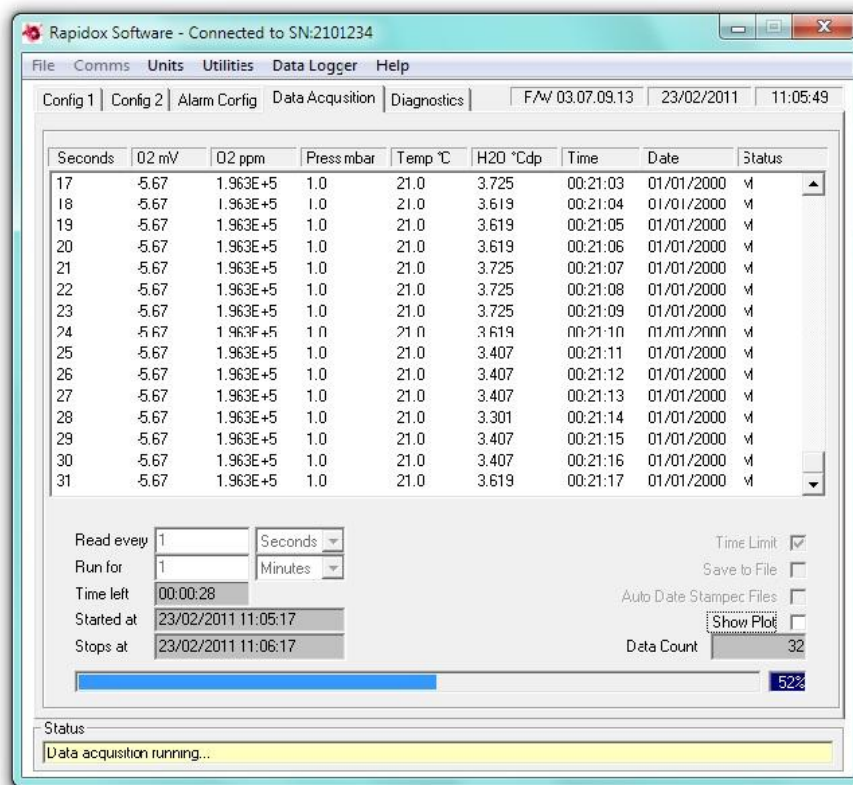 Rapidox Software - Connected to SN:2101234
File Comms Units Utilities Data Logger Help
Config 1 Config 2 Alarm Config Data Acqusition Diagnostics F/W 03.07.09.13 23/02/2011 11:05:49
Seconds 02 mV O2 ppm Press mbar Temp °C H2O °Cdp Time Date Status
17 -5.67 1.963E+5 1.0 21.0 3.725 00:21:03 01/01/2000 vl
18 -5.67 1.963E+5 1.0 21.0 3.619 00:21:04 01/01/2000 vl
19 -5.67 1.963E+5 1.0 21.0 3.619 00:21:05 01/01/2000 vl
20 -5.67 1.963E+5 1.0 21.0 3.619 00:21:06 01/01/2000 vl
21 -5.67 1.963E+5 1.0 21.0 3.725 00:21:07 01/01/2000 vl
22 -5.67 1.963E+5 1.0 21.0 3.725 00:21:08 01/01/2000 vl
23 -5.67 1.963E+5 1.0 21.0 3.725 00:21:09 01/01/2000 vl
24 -5.67 1.963E+5 1.0 21.0 3.619 00:21:10 01/01/2000 vl
25 -5.67 1.963E+5 1.0 21.0 3.407 00:21:11 01/01/2000 vl
26 -5.67 1.963E+5 1.0 21.0 3.407 00:21:12 01/01/2000 vl
27 -5.67 1.963E+5 1.0 21.0 3.407 00:21:13 01/01/2000 vl
28 -5.67 1.963E+5 1.0 21.0 3.301 00:21:14 01/01/2000 vl
29 -5.67 1.963E+5 1.0 21.0 3.407 00:21:15 01/01/2000 vl
30 -5.67 1.963E+5 1.0 21.0 3.407 00:21:16 01/01/2000 vl
31 -5.67 1.963E+5 1.0 21.0 3.619 00:21:17 01/01/2000 vl
Read every 1 Seconds Time Limit
Run for 1 Minutes Save to File
Time left 00:00:28 Auto Date Stamped Files
Started at 23/02/2011 11:05:17 Show Plot
Stops at 23/02/2011 11:06:17 Data Count 32
52%
Status
Data acquisition running...